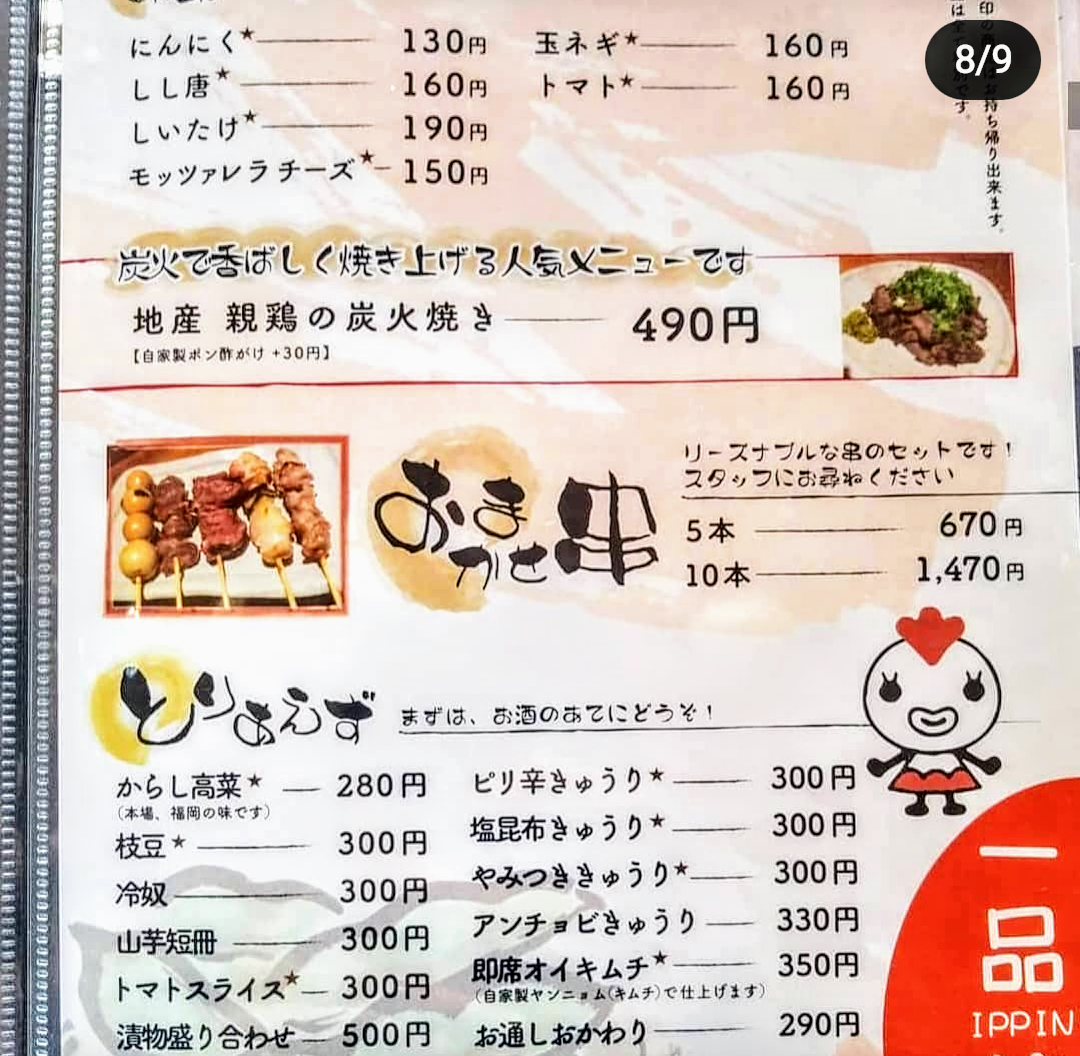 にんにく★ 130円
しし唐★ 160円
しいたけ★ 190円
モッツァレラチーズ★ 150円
玉ネギ★ 160円
トマト★ 160円
お持ち帰り出来ます。
です。
8/9
炭火で香ばしく焼き上げる人気メニューです
地産 親鶏の炭火焼き 490円
【自家製ポン酢がけ +30円】
おまかせ串
リーズナブルな串のセットです!
スタッフにお尋ねください
5本 670円
10本 1,470円
とりあえず
まずは、お酒のあてにどうぞ!
からし高菜★ 280円
(本場、福岡の味です)
枝豆★ 300円
冷奴 300円
山芋短冊 300円
トマトスライス★ 300円
漬物盛り合わせ 500円
ピリ辛きゅうり★ 300円
塩昆布きゅうり★ 300円
やみつききゅうり★ 300円
アンチョビきゅうり 330円
即席オイキムチ★ 350円
(自家製ヤンニョム(キムチ)で仕上げます)
お通しおかわり 290円
一品
IPPIN